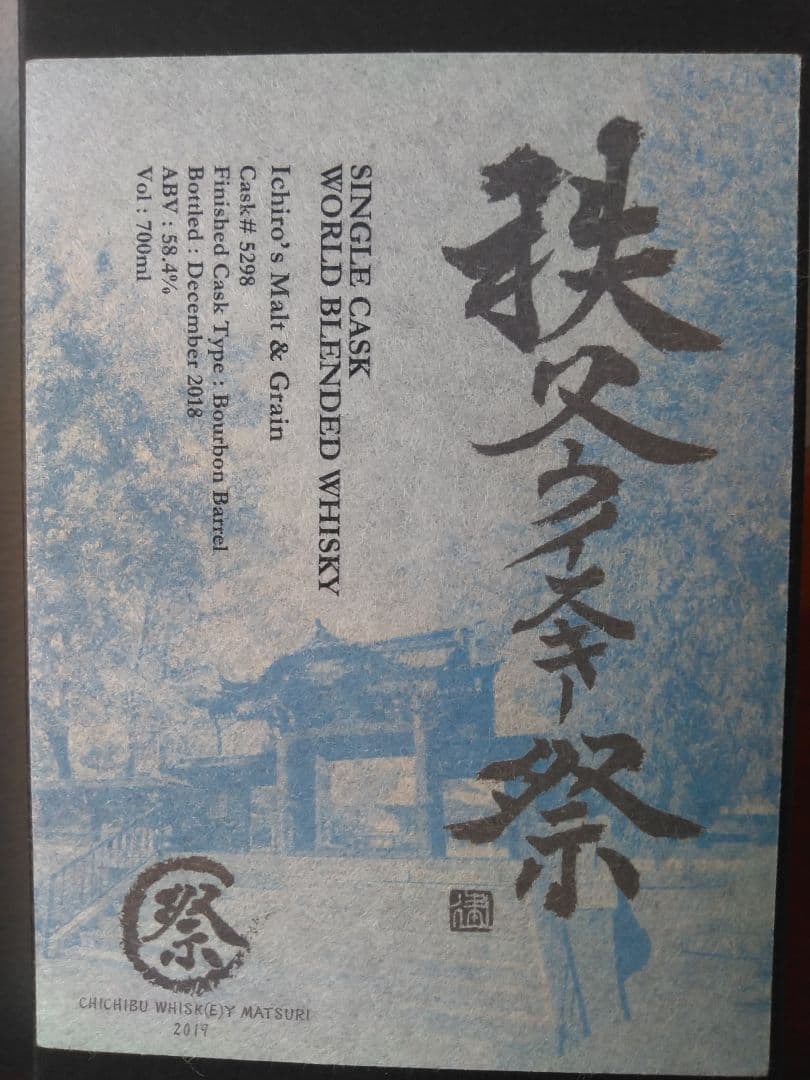 秩父ウイスキー祭
SINGLE CASK
WORLD BLENDED WHISKY
Ichiro's Malt & Grain
Cask# 5298
Finished Cask Type : Bourbon Barrel
Bottled : December 2018
ABV : 58.4%
Vol : 700ml
祭
CHICHIBU WHISK(E)Y MATSURI
2019